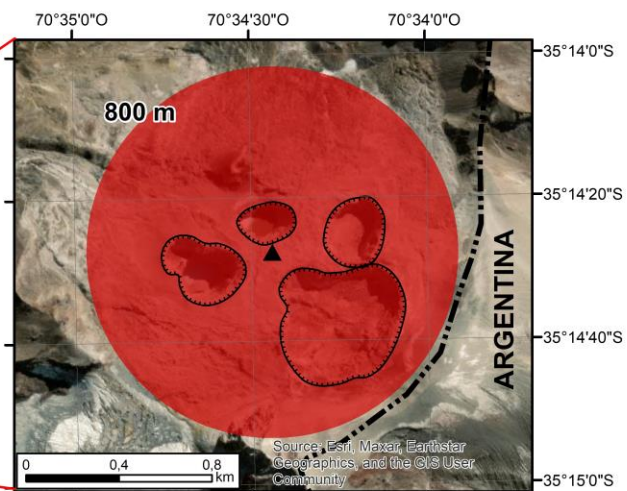 70°35'0"O 70°34'30"O 70°34'0"O
35°14'0"S
800 m
35°14'20"S
ARGENTINA
35°14'40"S
Source: Esri, Maxar, Earthstar
Geographics, and the GIS User
Community
0 0,4 0,8
km
35°15'0"S